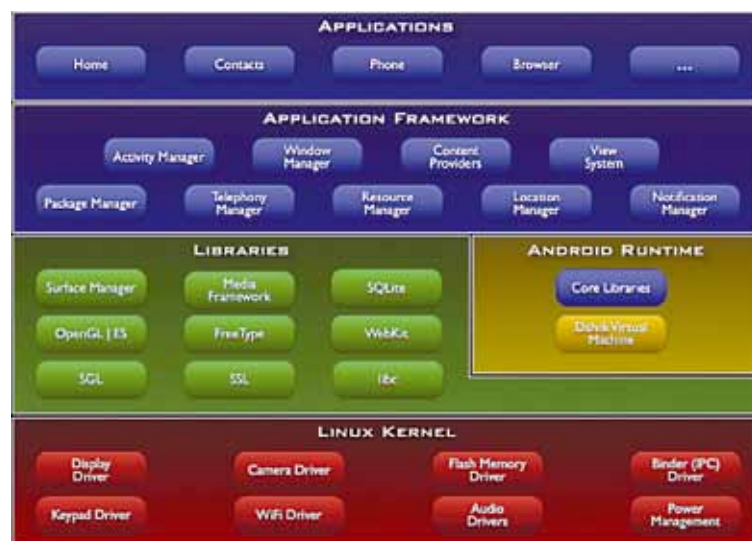 APPLICATIONS
Home Contacts Phone Browser ...
APPLICATION FRAMEWORK
Activity Manager Window Manager Content Providers View System
Package Manager Telephony Manager Resource Manager Location Manager Notification Manager
LIBRARIES
Surface Manager Media Framework SQLite
OpenGL | ES FreeType WebKit
SGL SSL libc
ANDROID RUNTIME
Core Libraries
Dalvik Virtual Machine
LINUX KERNEL
Display Driver Camera Driver Flash Memory Driver Binder (IPC) Driver
Keypad Driver WiFi Driver Audio Drivers Power Management